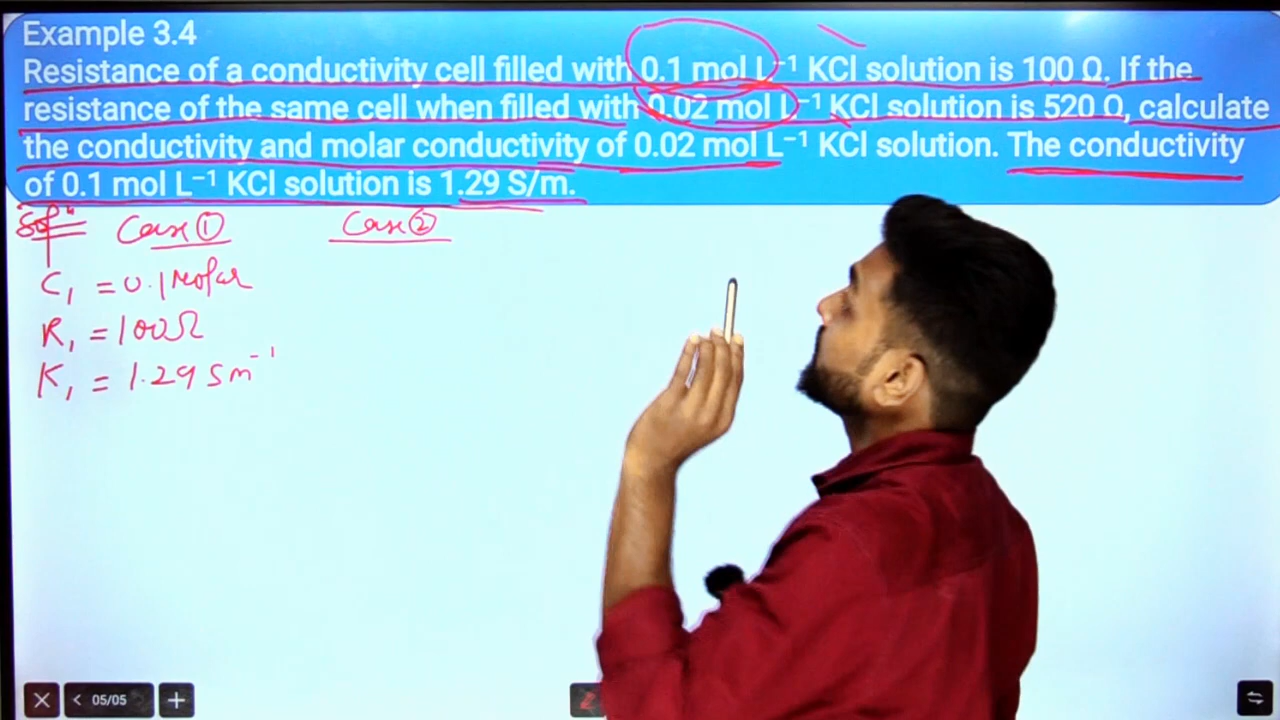 Example 3.4
Resistance of a conductivity cell filled with 0.1 mol L⁻¹ KCl solution is 100 Ω. If the
resistance of the same cell when filled with 0.02 mol L⁻¹ KCl solution is 520 Ω, calculate
the conductivity and molar conductivity of 0.02 mol L⁻¹ KCl solution. The conductivity
of 0.1 mol L⁻¹ KCl solution is 1.29 S/m.
Solⁿ Case ① Case ②
C₁ = 0.1 Molar
R₁ = 100 Ω
K₁ = 1.29 S m⁻¹
05/05